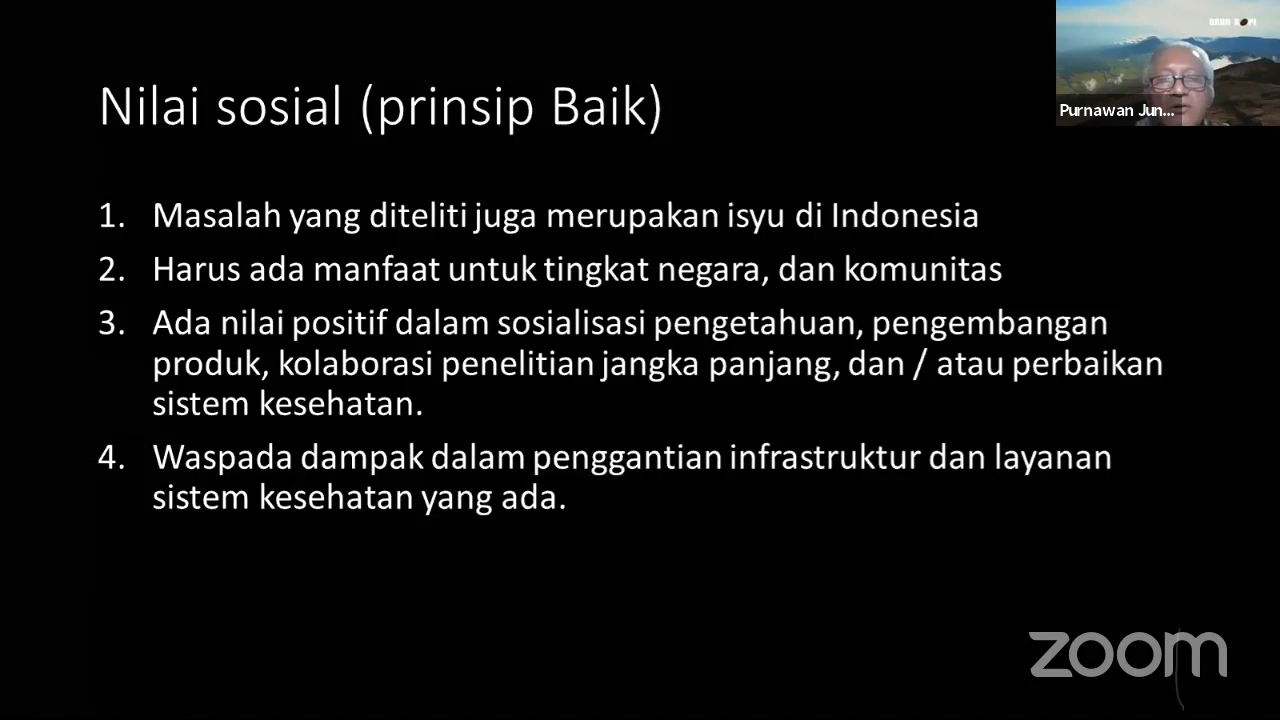 Nilai sosial (prinsip Baik)
1. Masalah yang diteliti juga merupakan isyu di Indonesia
2. Harus ada manfaat untuk tingkat negara, dan komunitas
3. Ada nilai positif dalam sosialisasi pengetahuan, pengembangan
produk, kolaborasi penelitian jangka panjang, dan / atau perbaikan
sistem kesehatan.
4. Waspada dampak dalam penggantian infrastruktur dan layanan
sistem kesehatan yang ada.
Purnawan Jun...
zoom